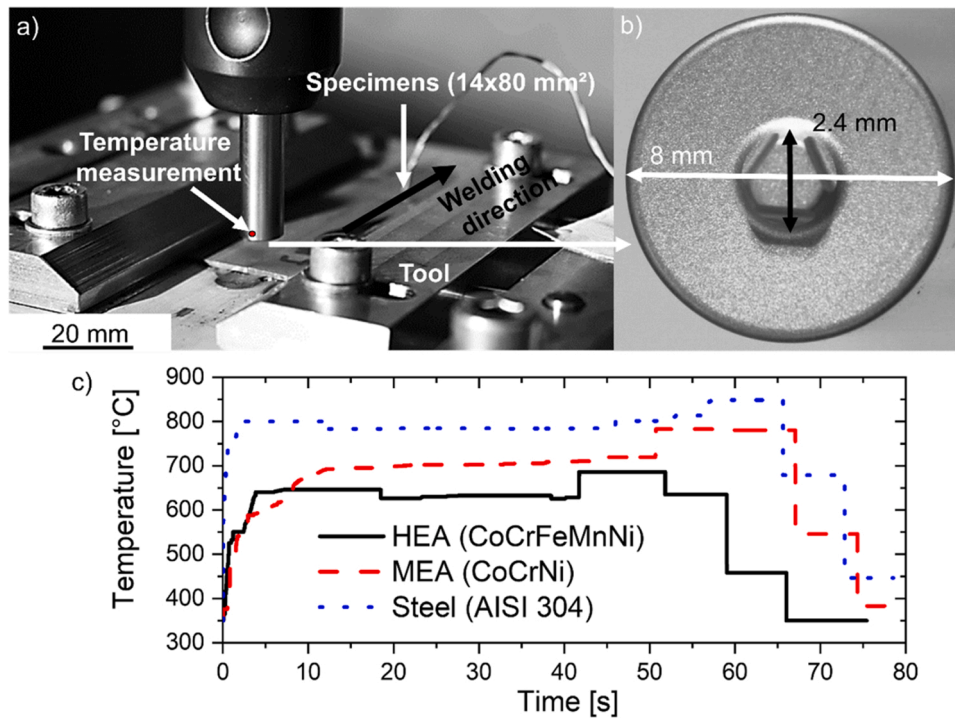 a)
Specimens (14x80 mm²)
Temperature
measurement
Welding
direction
Tool
20 mm
b)
2.4 mm
8 mm
c)
900
800
700
600
500
400
300
Temperature [°C]
HEA (CoCrFeMnNi)
MEA (CoCrNi)
Steel (AISI 304)
0 10 20 30 40 50 60 70 80
Time [s]